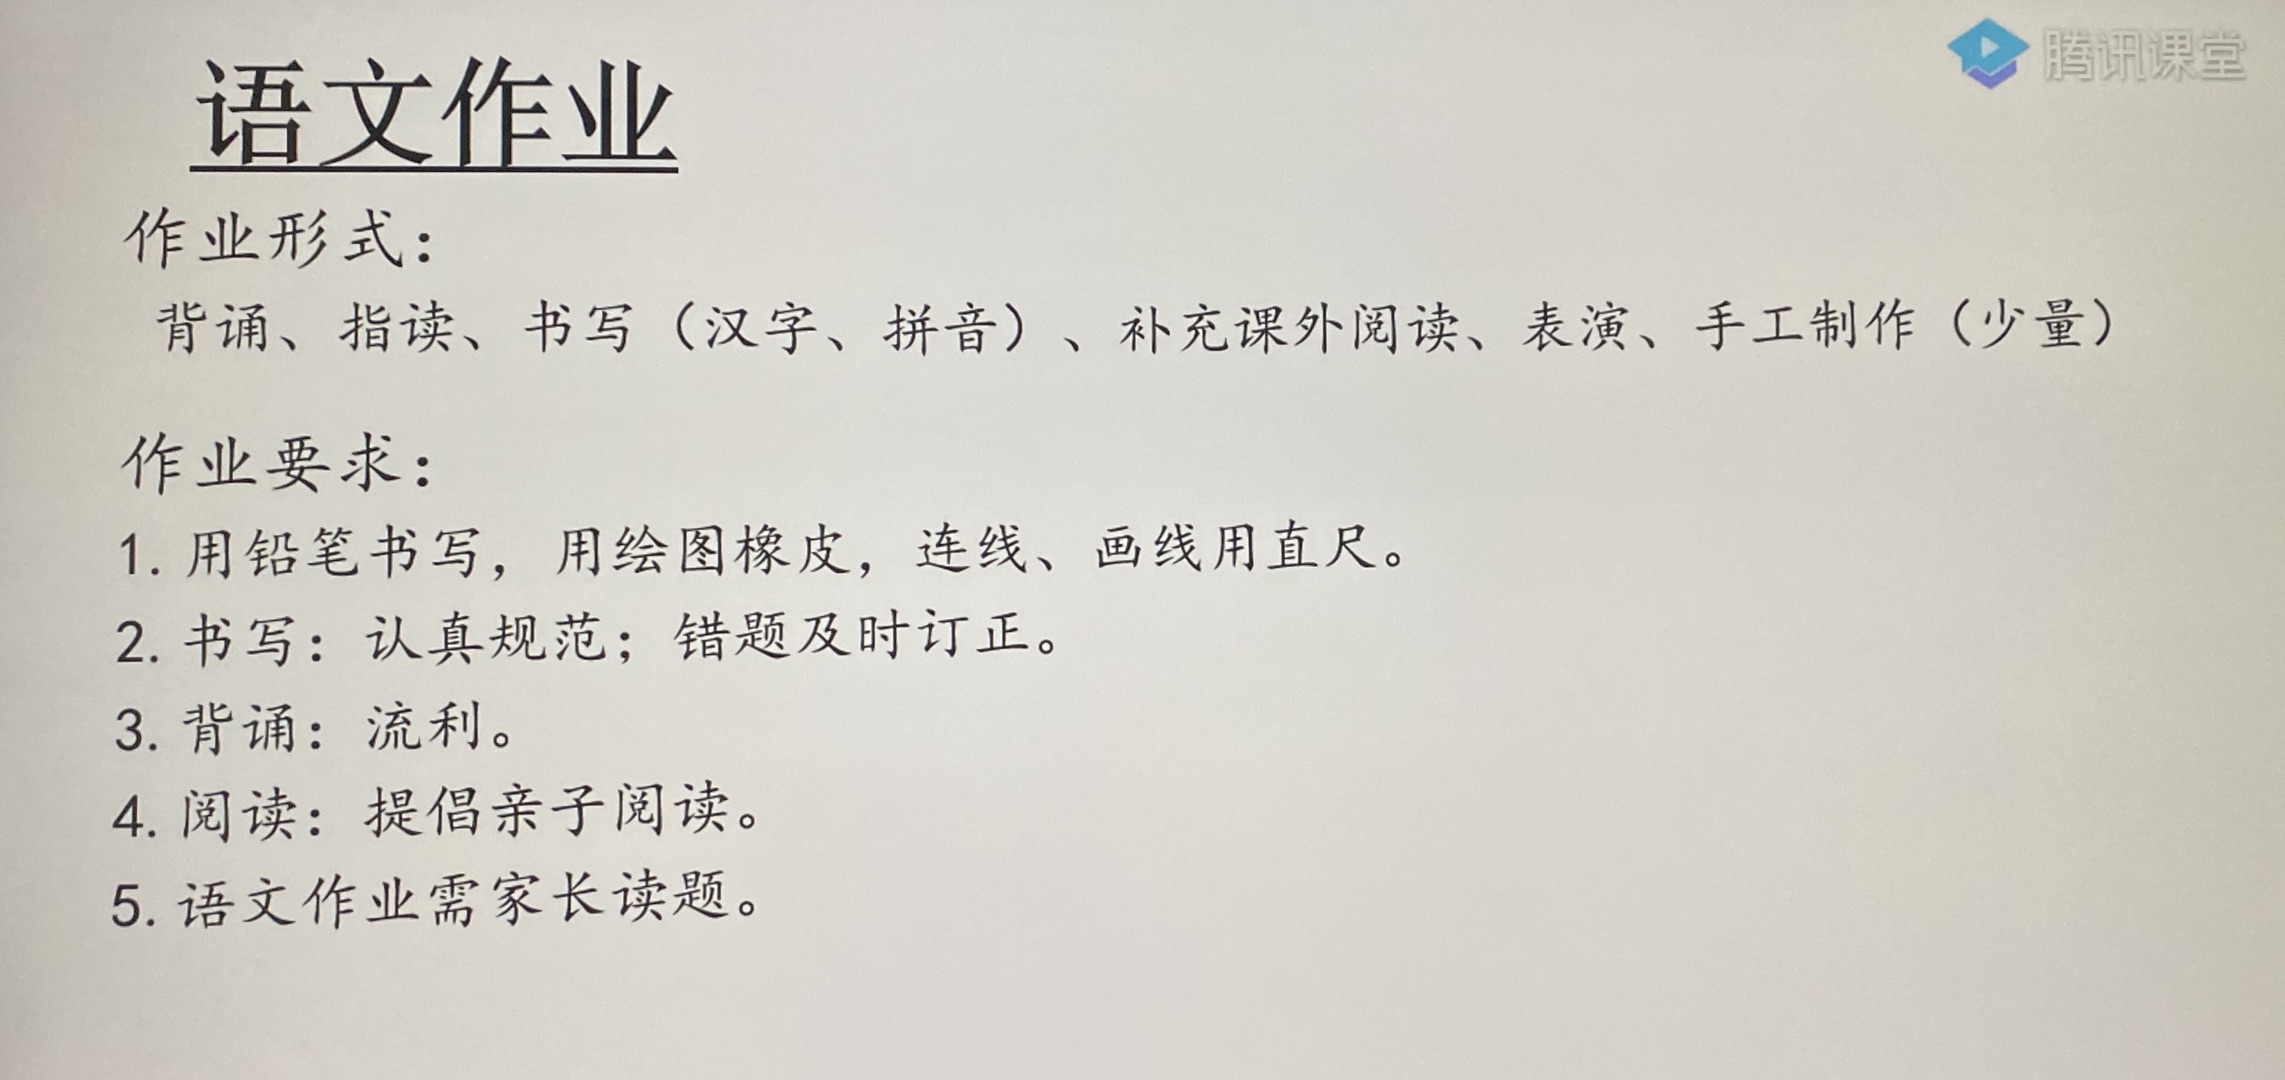 腾讯课堂
语文作业
作业形式：
背诵、指读、书写（汉字、拼音）、补充课外阅读、表演、手工制作（少量）
作业要求：
1. 用铅笔书写，用绘图橡皮，连线、画线用直尺。
2. 书写：认真规范；错题及时订正。
3. 背诵：流利。
4. 阅读：提倡亲子阅读。
5. 语文作业需家长读题。